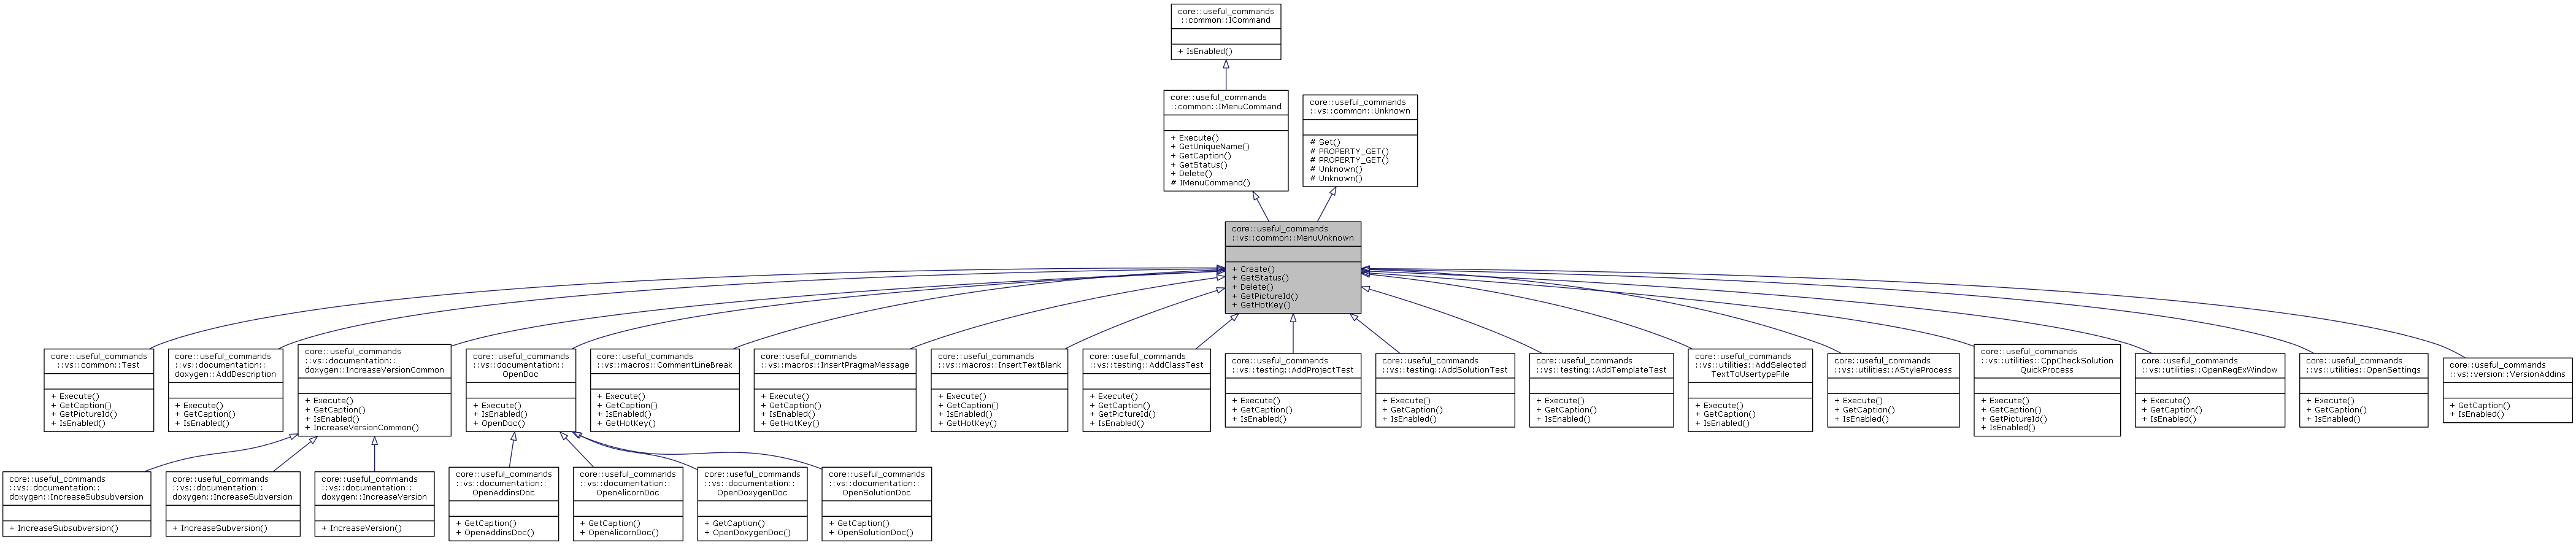 core::useful_commands
::common::ICommand
+ IsEnabled()
core::useful_commands
::common::IMenuCommand
+ Execute()
+ GetUniqueName()
+ GetCaption()
+ GetStatus()
+ Delete()
# IMenuCommand()
core::useful_commands
::vs::common::Unknown
# Set()
# PROPERTY_GET()
# PROPERTY_GET()
# Unknown()
# Unknown()
core::useful_commands
::vs::common::MenuUnknown
+ Create()
+ GetStatus()
+ Delete()
+ GetPictureId()
+ GetHotKey()
core::useful_commands
::vs::common::Test
+ Execute()
+ GetCaption()
+ GetPictureId()
+ IsEnabled()
core::useful_commands
::vs::documentation::
doxygen::AddDescription
+ Execute()
+ GetCaption()
+ IsEnabled()
core::useful_commands
::vs::documentation::
doxygen::IncreaseVersionCommon
+ Execute()
+ GetCaption()
+ IsEnabled()
+ IncreaseVersionCommon()
core::useful_commands
::vs::documentation::
OpenDoc
+ Execute()
+ IsEnabled()
+ OpenDoc()
core::useful_commands
::vs::macros::CommentLineBreak
+ Execute()
+ GetCaption()
+ IsEnabled()
+ GetHotKey()
core::useful_commands
::vs::macros::InsertPragmaMessage
+ Execute()
+ GetCaption()
+ IsEnabled()
+ GetHotKey()
core::useful_commands
::vs::macros::InsertTextBlank
+ Execute()
+ GetCaption()
+ IsEnabled()
+ GetHotKey()
core::useful_commands
::vs::testing::AddClassTest
+ Execute()
+ GetCaption()
+ GetPictureId()
+ IsEnabled()
core::useful_commands
::vs::testing::AddProjectTest
+ Execute()
+ GetCaption()
+ IsEnabled()
core::useful_commands
::vs::testing::AddSolutionTest
+ Execute()
+ GetCaption()
+ IsEnabled()
core::useful_commands
::vs::testing::AddTemplateTest
+ Execute()
+ GetCaption()
+ IsEnabled()
core::useful_commands
::vs::utilities::AddSelected
TextToUsertypeFile
+ Execute()
+ GetCaption()
+ IsEnabled()
core::useful_commands
::vs::utilities::AStyleProcess
+ Execute()
+ GetCaption()
+ IsEnabled()
core::useful_commands
::vs::utilities::CppCheckSolution
QuickProcess
+ Execute()
+ GetCaption()
+ GetPictureId()
+ IsEnabled()
core::useful_commands
::vs::utilities::OpenRegExWindow
+ Execute()
+ GetCaption()
+ IsEnabled()
core::useful_commands
::vs::utilities::OpenSettings
+ Execute()
+ GetCaption()
+ IsEnabled()
core::useful_commands
::vs::version::VersionAddins
+ GetCaption()
+ IsEnabled()
core::useful_commands
::vs::documentation::
doxygen::IncreaseSubsubversion
+ IncreaseSubsubversion()
core::useful_commands
::vs::documentation::
doxygen::IncreaseSubversion
+ IncreaseSubversion()
core::useful_commands
::vs::documentation::
doxygen::IncreaseVersion
+ IncreaseVersion()
core::useful_commands
::vs::documentation::
OpenAddinsDoc
+ GetCaption()
+ OpenAddinsDoc()
core::useful_commands
::vs::documentation::
OpenAlicornDoc
+ GetCaption()
+ OpenAlicornDoc()
core::useful_commands
::vs::documentation::
OpenDoxygenDoc
+ GetCaption()
+ OpenDoxygenDoc()
core::useful_commands
::vs::documentation::
OpenSolutionDoc
+ GetCaption()
+ OpenSolutionDoc()